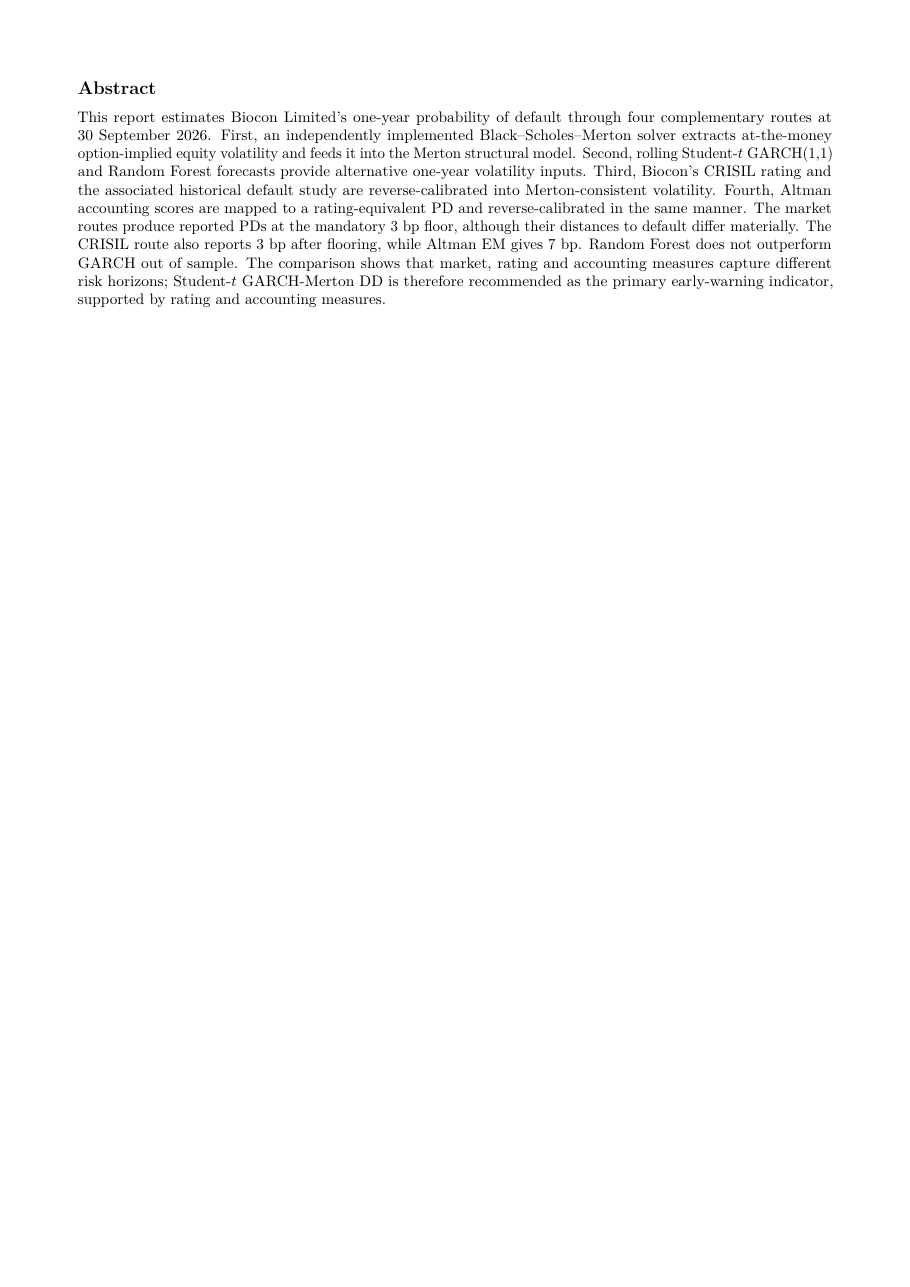 Abstract
This report estimates Biocon Limited's one-year probability of default through four complementary routes at
30 September 2026. First, an independently implemented Black–Scholes–Merton solver extracts at-the-money
option-implied equity volatility and feeds it into the Merton structural model. Second, rolling Student-t GARCH(1,1)
and Random Forest forecasts provide alternative one-year volatility inputs. Third, Biocon's CRISIL rating and
the associated historical default study are reverse-calibrated into Merton-consistent volatility. Fourth, Altman
accounting scores are mapped to a rating-equivalent PD and reverse-calibrated in the same manner. The market
routes produce reported PDs at the mandatory 3 bp floor, although their distances to default differ materially. The
CRISIL route also reports 3 bp after flooring, while Altman EM gives 7 bp. Random Forest does not outperform
GARCH out of sample. The comparison shows that market, rating and accounting measures capture different
risk horizons; Student-t GARCH-Merton DD is therefore recommended as the primary early-warning indicator,
supported by rating and accounting measures.